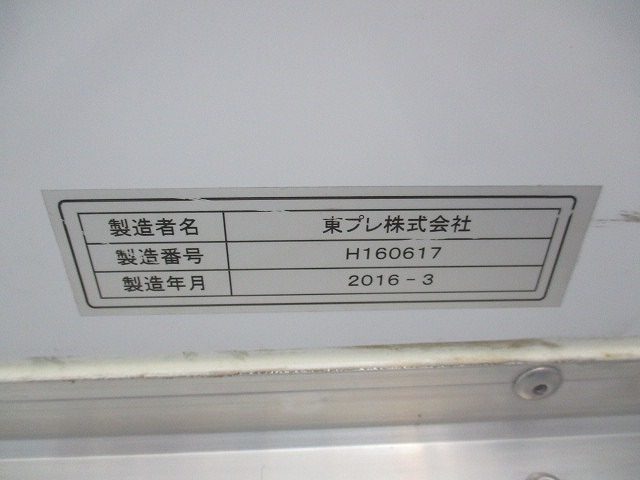 製造者名 東プレ株式会社
製造番号 H160617
製造年月 2016-3